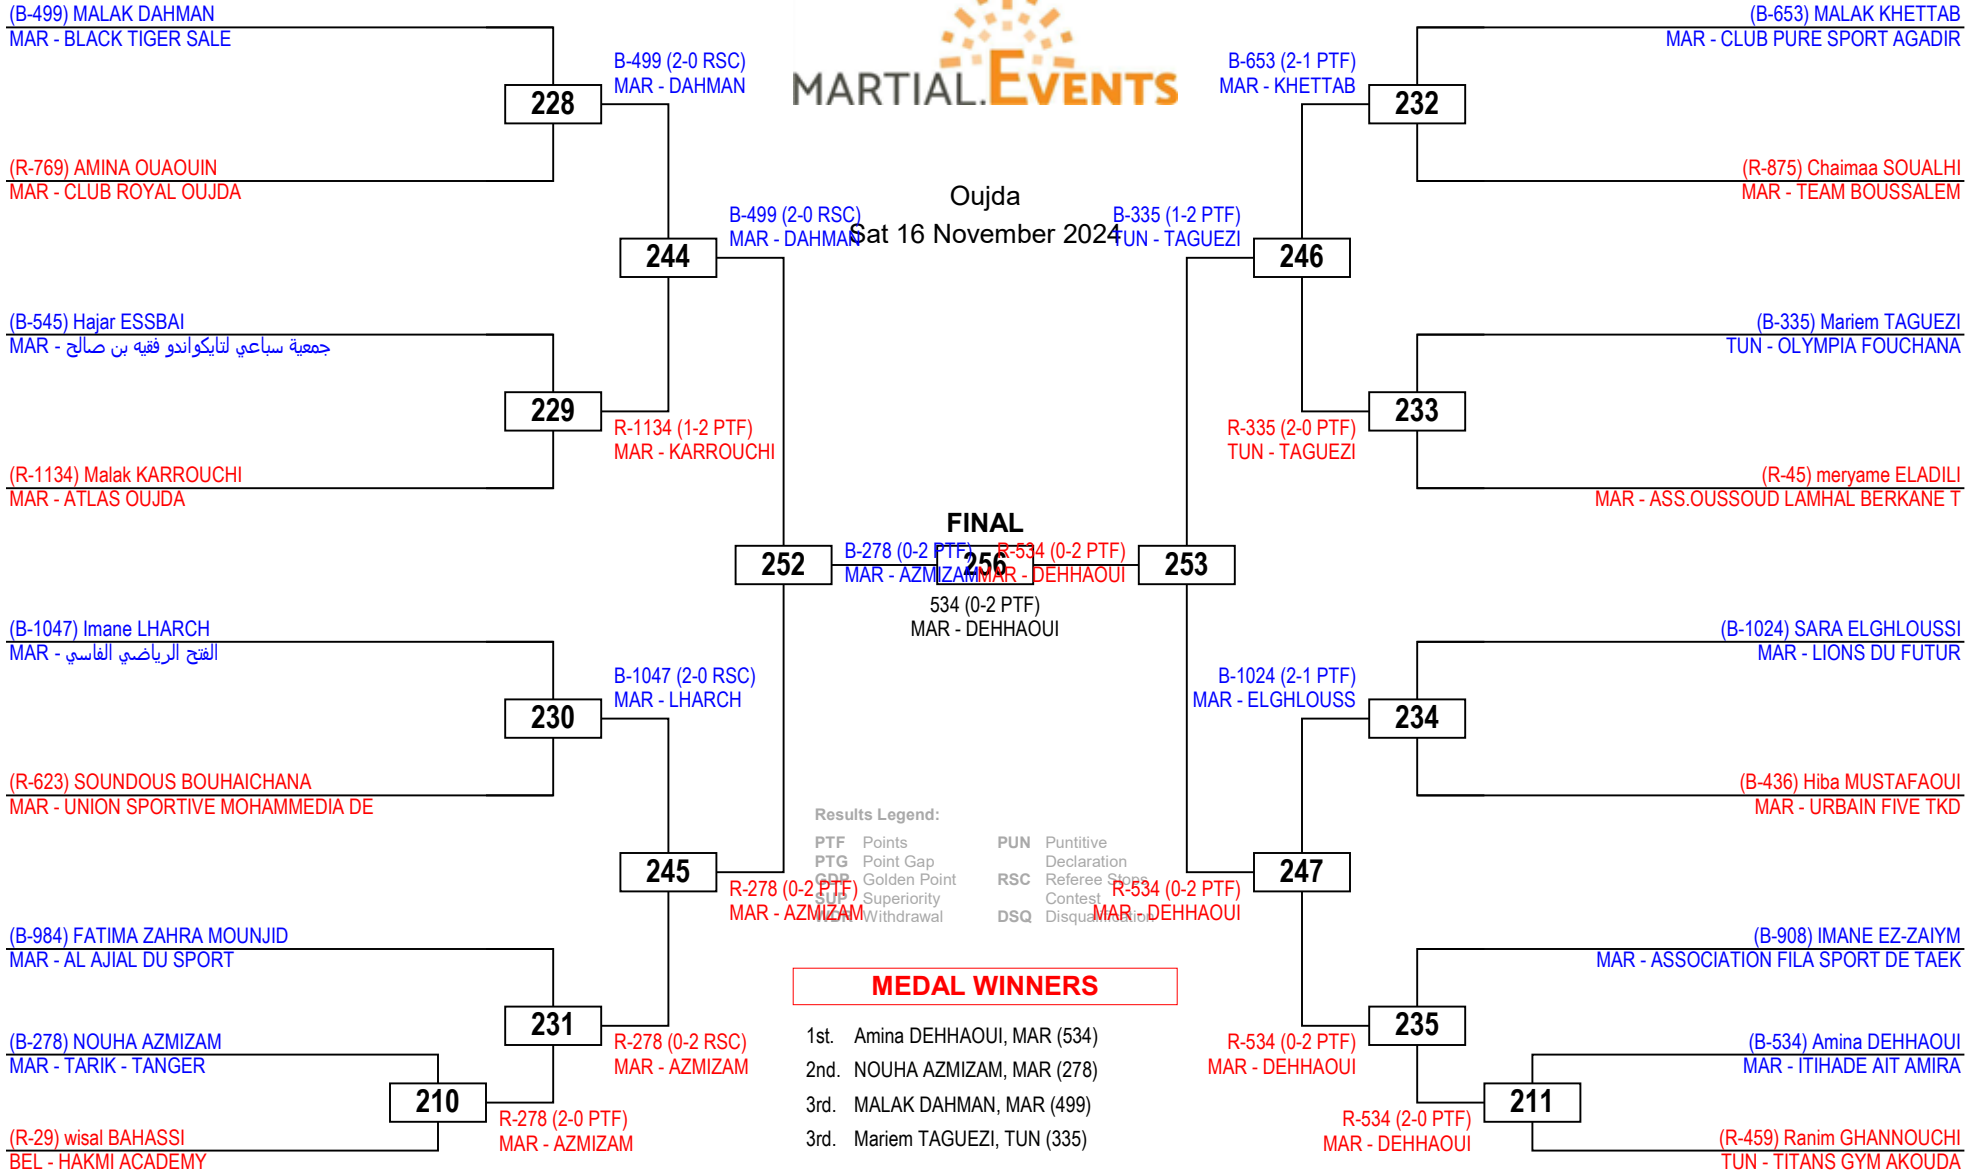 (B-499) MALAK DAHMAN
MAR - BLACK TIGER SALE
B-499 (2-0 RSC)
MAR - DAHMAN
228
(R-769) AMINA OUAOUIN
MAR - CLUB ROYAL OUJDA
B-499 (2-0 RSC)
MAR - DAHMAN
244
(B-545) Hajar ESSBAI
MAR - جمعية سباعي لتايكواندو فقيه بن صالح
229
R-1134 (1-2 PTF)
MAR - KARROUCHI
(R-1134) Malak KARROUCHI
MAR - ATLAS OUJDA
252
(B-1047) Imane LHARCH
MAR - الفتح الرياضي الفاسي
B-1047 (2-0 RSC)
MAR - LHARCH
230
(R-623) SOUNDOUS BOUHAICHANA
MAR - UNION SPORTIVE MOHAMMEDIA DE
245
R-278 (0-2 PTF)
MAR - AZMIZAM
(B-984) FATIMA ZAHRA MOUNJID
MAR - AL AJIAL DU SPORT
231
R-278 (0-2 RSC)
MAR - AZMIZAM
(B-278) NOUHA AZMIZAM
MAR - TARIK - TANGER
210
R-278 (2-0 PTF)
MAR - AZMIZAM
(R-29) wisal BAHASSI
BEL - HAKMI ACADEMY
MARTIAL.EVENTS
Oujda
Sat 16 November 2024
FINAL
B-278 (0-2 PTF)
MAR - AZMIZAM
256
R-534 (0-2 PTF)
MAR - DEHHAOUI
534 (0-2 PTF)
MAR - DEHHAOUI
Results Legend:
PTF Points
PTG Point Gap
GDP Golden Point
SUP Superiority
WDR Withdrawal
PUN Puntitive
Declaration
RSC Referee Stops
Contest
DSQ Disqualification
MEDAL WINNERS
1st. Amina DEHHAOUI, MAR (534)
2nd. NOUHA AZMIZAM, MAR (278)
3rd. MALAK DAHMAN, MAR (499)
3rd. Mariem TAGUEZI, TUN (335)
(B-653) MALAK KHETTAB
MAR - CLUB PURE SPORT AGADIR
B-653 (2-1 PTF)
MAR - KHETTAB
232
(R-875) Chaimaa SOUALHI
MAR - TEAM BOUSSALEM
B-335 (1-2 PTF)
TUN - TAGUEZI
246
(B-335) Mariem TAGUEZI
TUN - OLYMPIA FOUCHANA
233
R-335 (2-0 PTF)
TUN - TAGUEZI
(R-45) meryame ELADILI
MAR - ASS.OUSSOUD LAMHAL BERKANE T
253
(B-1024) SARA ELGHLOUSSI
MAR - LIONS DU FUTUR
B-1024 (2-1 PTF)
MAR - ELGHLOUSS
234
(B-436) Hiba MUSTAFAOUI
MAR - URBAIN FIVE TKD
247
R-534 (0-2 PTF)
MAR - DEHHAOUI
(B-908) IMANE EZ-ZAIYM
MAR - ASSOCIATION FILA SPORT DE TAEK
235
R-534 (0-2 PTF)
MAR - DEHHAOUI
(B-534) Amina DEHHAOUI
MAR - ITIHADE AIT AMIRA
211
R-534 (2-0 PTF)
MAR - DEHHAOUI
(R-459) Ranim GHANNOUCHI
TUN - TITANS GYM AKOUDA